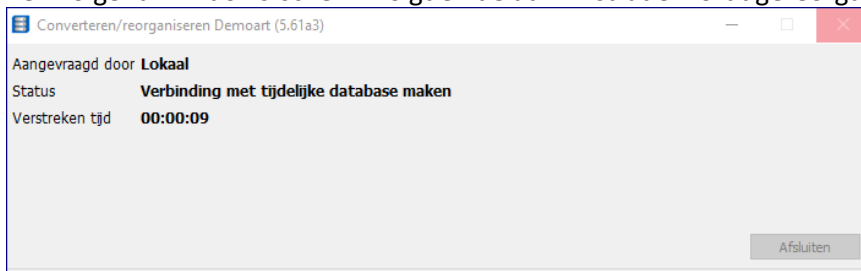 Converteren/reorganiseren Demoart (5.61a3)
Aangevraagd door Lokaal
Status Verbinding met tijdelijke database maken
Verstreken tijd 00:00:09
Afsluiten